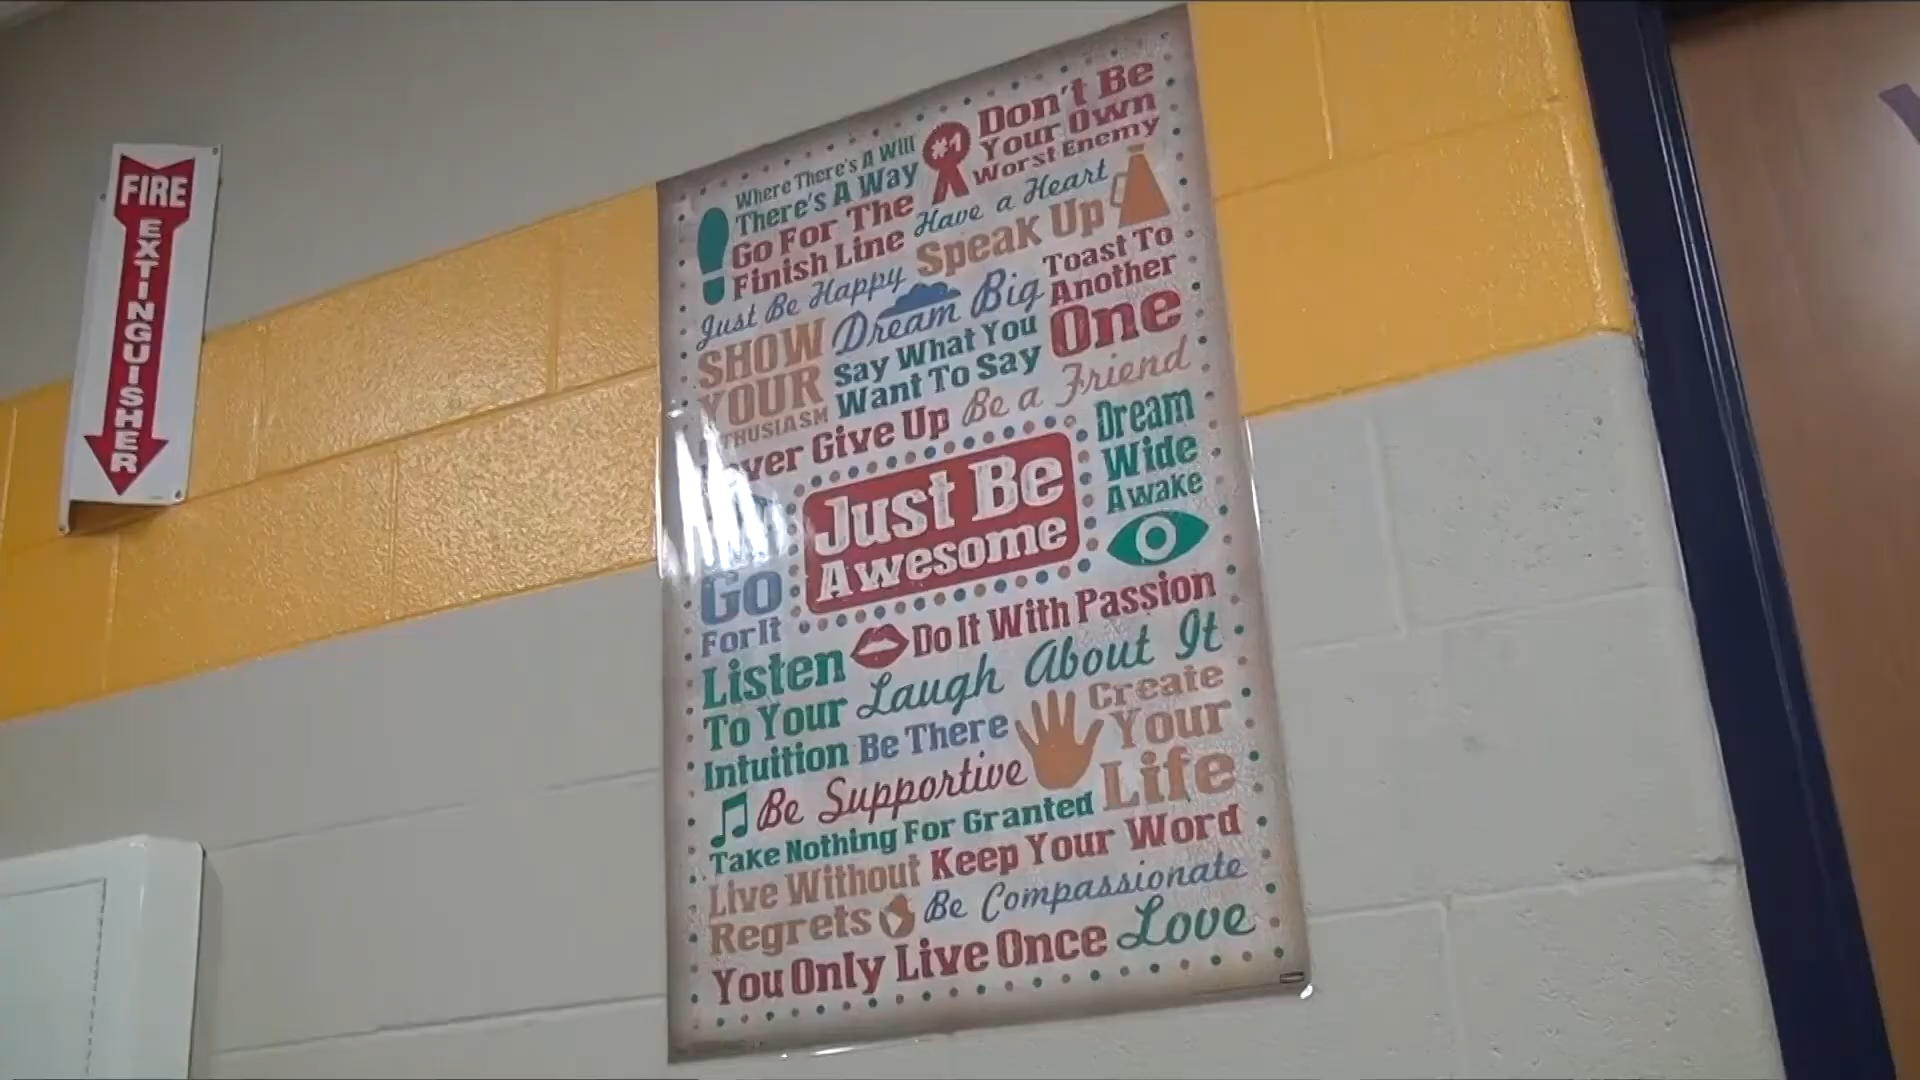 FIRE
EXTINGUISHER
Where There's A Will
There's A Way
#1
Don't Be
Your Own
Worst Enemy
Go For The
Finish Line
Have a Heart
Speak Up
Just Be Happy
Dream Big
Toast To
Another
One
SHOW
YOUR
Say What You
Want To Say
Give Up
Be a Friend
Just Be
Awesome
Dream
Wide
Awake
Go
For It
Do It With Passion
Listen
To Your
Intuition
Laugh About It
Be There
Create
Your
Life
Be Supportive
Take Nothing For Granted
Live Without
Regrets
Keep Your Word
Be Compassionate
You Only Live Once
Love